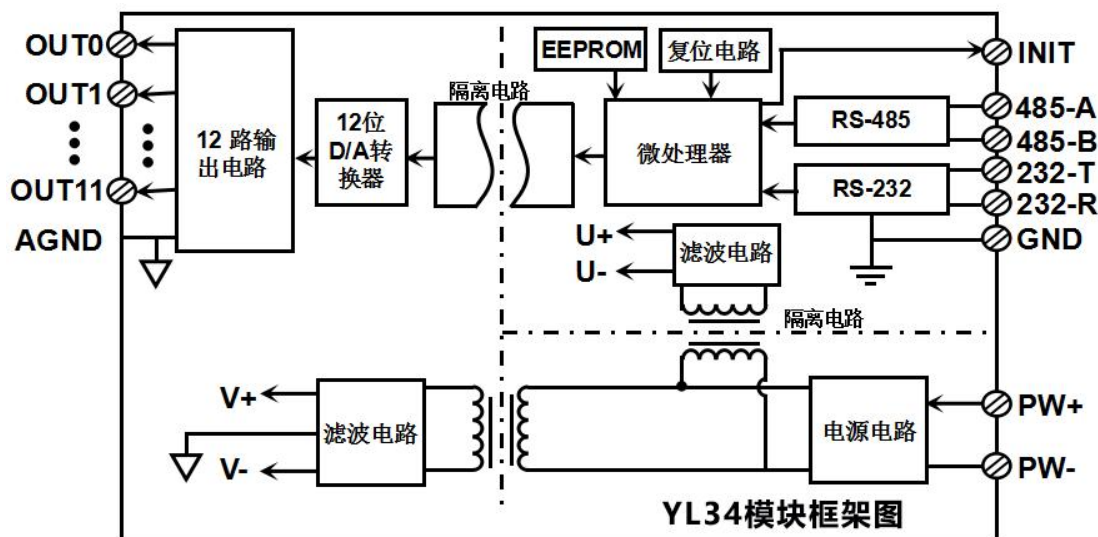 OUT0
OUT1
OUT11
AGND
12 路输
出电路
12位
D/A转
换器
隔离电路
EEPROM
复位电路
微处理器
RS-485
RS-232
INIT
485-A
485-B
232-T
232-R
GND
U+
U-
滤波电路
隔离电路
V+
V-
滤波电路
电源电路
PW+
PW-
YL34模块框架图